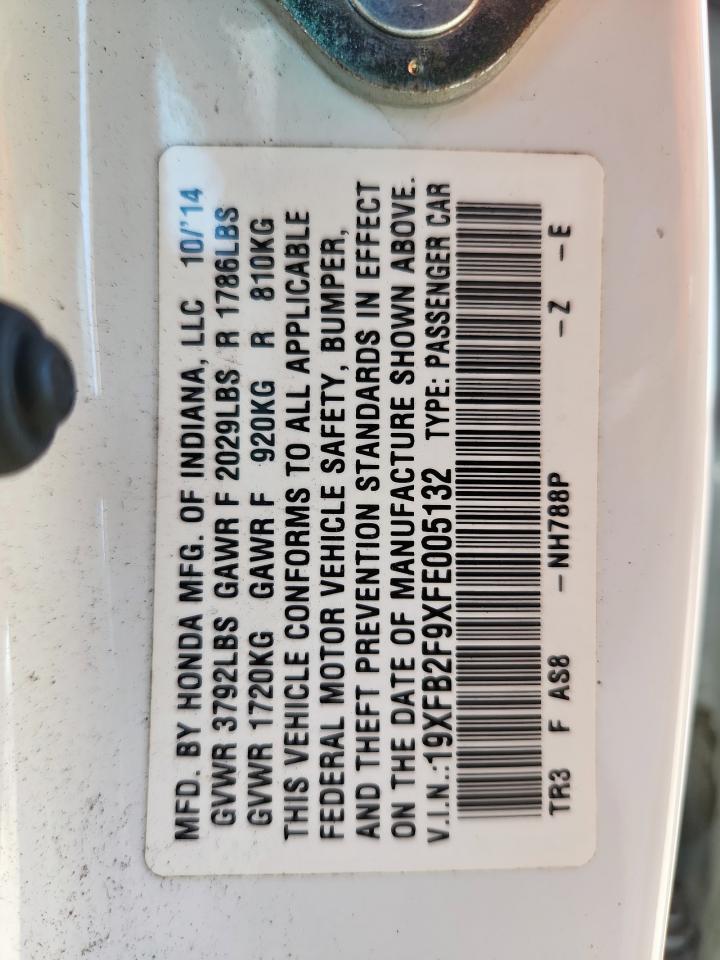 MFD. BY HONDA MFG. OF INDIANA, LLC 10/'14
GVWR 3792LBS GAWR F 2029LBS R 1786LBS
GVWR 1720KG GAWR F 920KG R 810KG
THIS VEHICLE CONFORMS TO ALL APPLICABLE
FEDERAL MOTOR VEHICLE SAFETY, BUMPER,
AND THEFT PREVENTION STANDARDS IN EFFECT
ON THE DATE OF MANUFACTURE SHOWN ABOVE.
V.I.N.:19XFB2F9XFE005132 TYPE: PASSENGER CAR
TR3 F AS8 -NH788P -Z -E